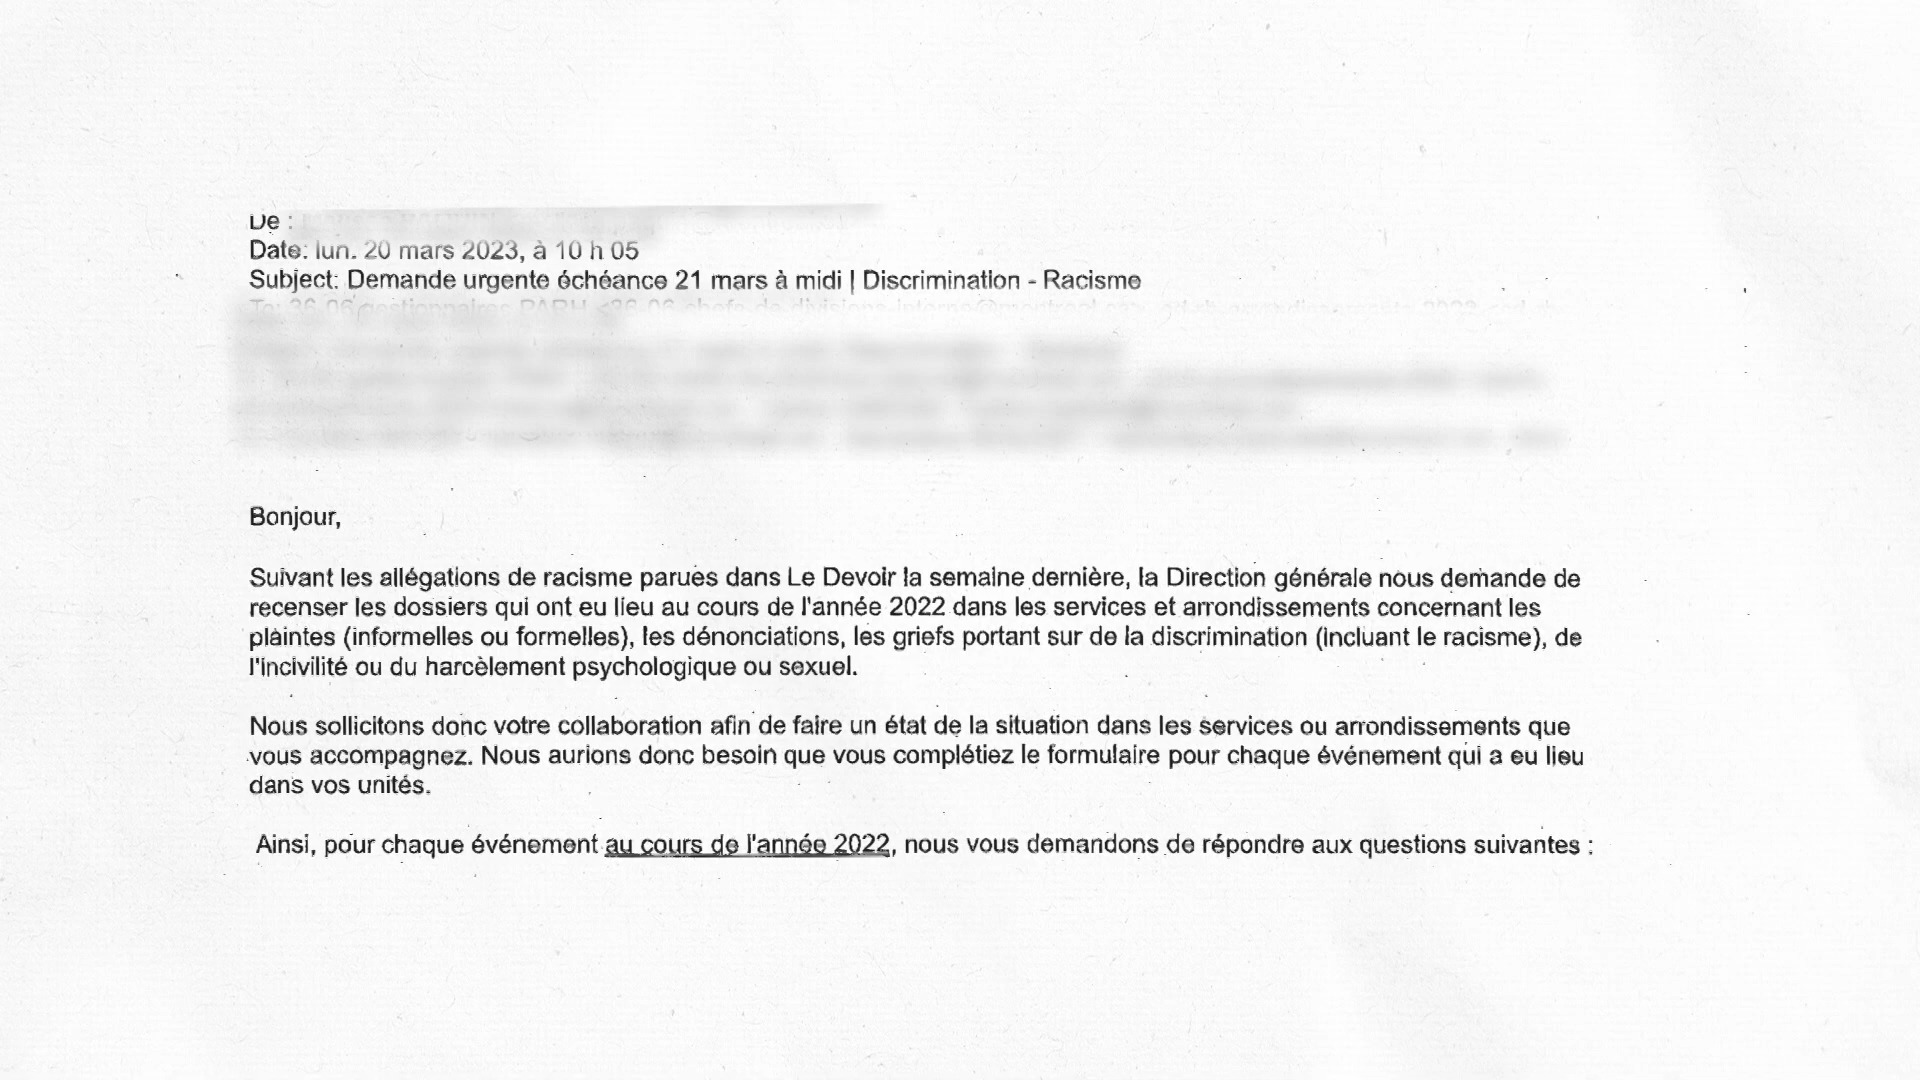 De :
Date: lun. 20 mars 2023, à 10 h 05
Subject: Demande urgente échéance 21 mars à midi | Discrimination - Racisme
Bonjour,
Suivant les allégations de racisme parues dans Le Devoir la semaine dernière, la Direction générale nous demande de
recenser les dossiers qui ont eu lieu au cours de l'année 2022 dans les services et arrondissements concernant les
plaintes (informelles ou formelles), les dénonciations, les griefs portant sur de la discrimination (incluant le racisme), de
l'incivilité ou du harcèlement psychologique ou sexuel.
Nous sollicitons donc votre collaboration afin de faire un état de la situation dans les services ou arrondissements que
vous accompagnez. Nous aurions donc besoin que vous complétiez le formulaire pour chaque événement qui a eu lieu
dans vos unités.
Ainsi, pour chaque événement au cours de l'année 2022, nous vous demandons de répondre aux questions suivantes :